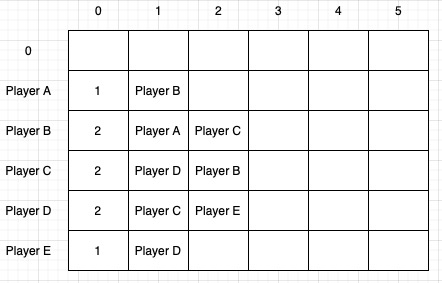 0 1 2 3 4 5
0
Player A 1 Player B
Player B 2 Player A Player C
Player C 2 Player D Player B
Player D 2 Player C Player E
Player E 1 Player D